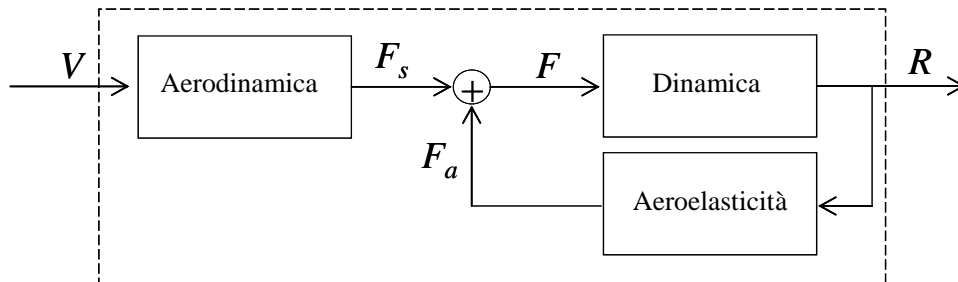 V
Aerodinamica
F_s
+
F
Dinamica
R
F_a
Aeroelasticità